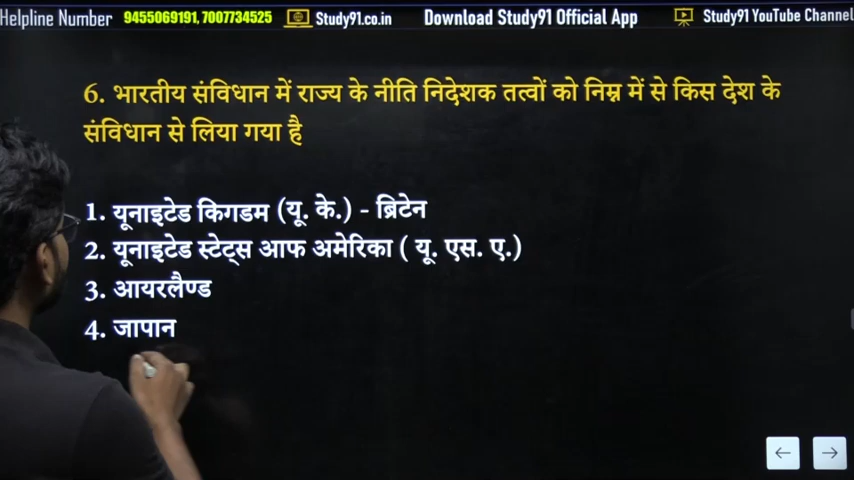 Helpline Number 9455069191, 7007734525 Study91.co.in Download Study91 Official App Study91 YouTube Channel
6. भारतीय संविधान में राज्य के नीति निदेशक तत्वों को निम्न में से किस देश के
संविधान से लिया गया है
1. यूनाइटेड किगडम (यू. के.) - ब्रिटेन
2. यूनाइटेड स्टेट्स आफ अमेरिका ( यू. एस. ए.)
3. आयरलैण्ड
4. जापान